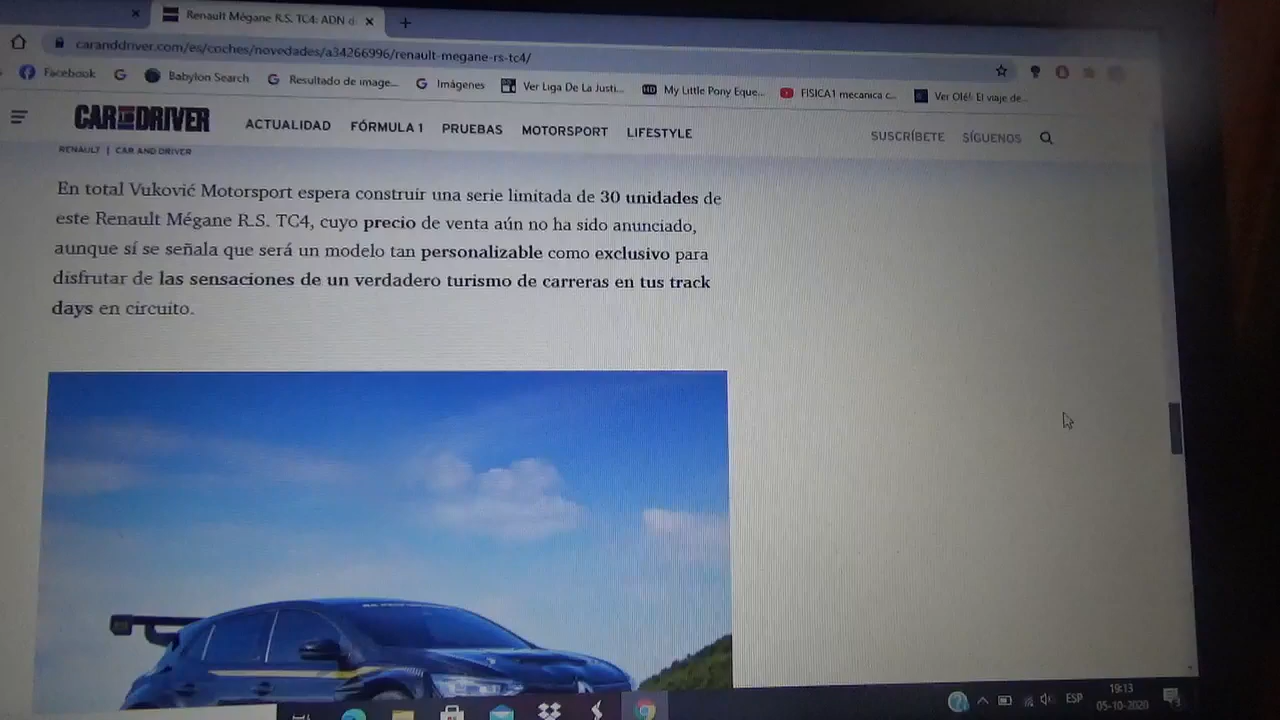 Renault Mégane R.S. TC4: ADN d
caranddriver.com/es/coches/novedades/a34266996/renault-megane-rs-tc4/
Facebook Babylon Search Resultado de image... Imágenes Ver Liga De La Justi... My Little Pony Eque... FISICA1 mecanica c... Ver Olé!: El viaje de...
CAR AND DRIVER ACTUALIDAD FÓRMULA 1 PRUEBAS MOTORSPORT LIFESTYLE SUSCRÍBETE SÍGUENOS
RENAULT | CAR AND DRIVER
En total Vuković Motorsport espera construir una serie limitada de 30 unidades de
este Renault Mégane R.S. TC4, cuyo precio de venta aún no ha sido anunciado,
aunque sí se señala que será un modelo tan personalizable como exclusivo para
disfrutar de las sensaciones de un verdadero turismo de carreras en tus track
days en circuito.
ESP
19:13
05-10-2020
3